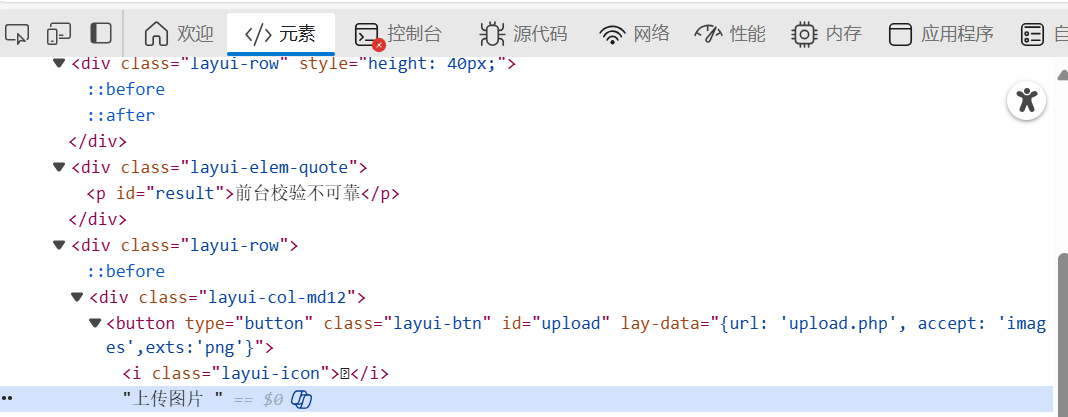 欢迎 </> 元素 控制台 源代码 网络 性能 内存 应用程序
<div class="layui-row" style="height: 40px;">
::before
::after
</div>
<div class="layui-elem-quote">
<p id="result">前台校验不可靠</p>
</div>
<div class="layui-row">
::before
<div class="layui-col-md12">
<button type="button" class="layui-btn" id="upload" lay-data="{url: 'upload.php', accept: 'imag
es',exts:'png'}">
<i class="layui-icon"></i>
"上传图片 " == $0